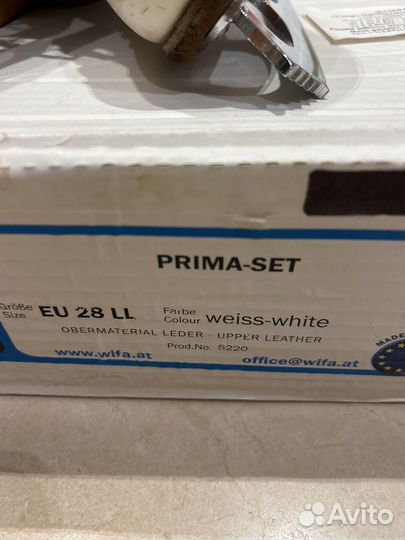 PRIMA-SET
Größe EU 28 LL Farbe weiss-white
Size Colour
OBERMATERIAL LEDER - UPPER LEATHER
Prod.No. 5220
www.wifa.at office@wifa.at
MADE
Avito